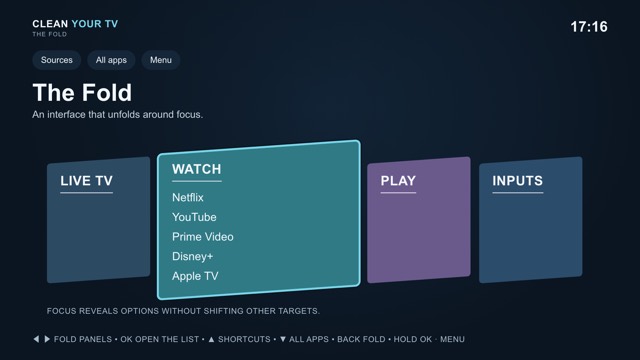 CLEAN YOUR TV
THE FOLD
17:16
Sources
All apps
Menu
The Fold
An interface that unfolds around focus.
LIVE TV
WATCH
Netflix
YouTube
Prime Video
Disney+
Apple TV
PLAY
INPUTS
FOCUS REVEALS OPTIONS WITHOUT SHIFTING OTHER TARGETS.
◀ ▶ FOLD PANELS • OK OPEN THE LIST • ▲ SHORTCUTS • ▼ ALL APPS • BACK FOLD • HOLD OK · MENU